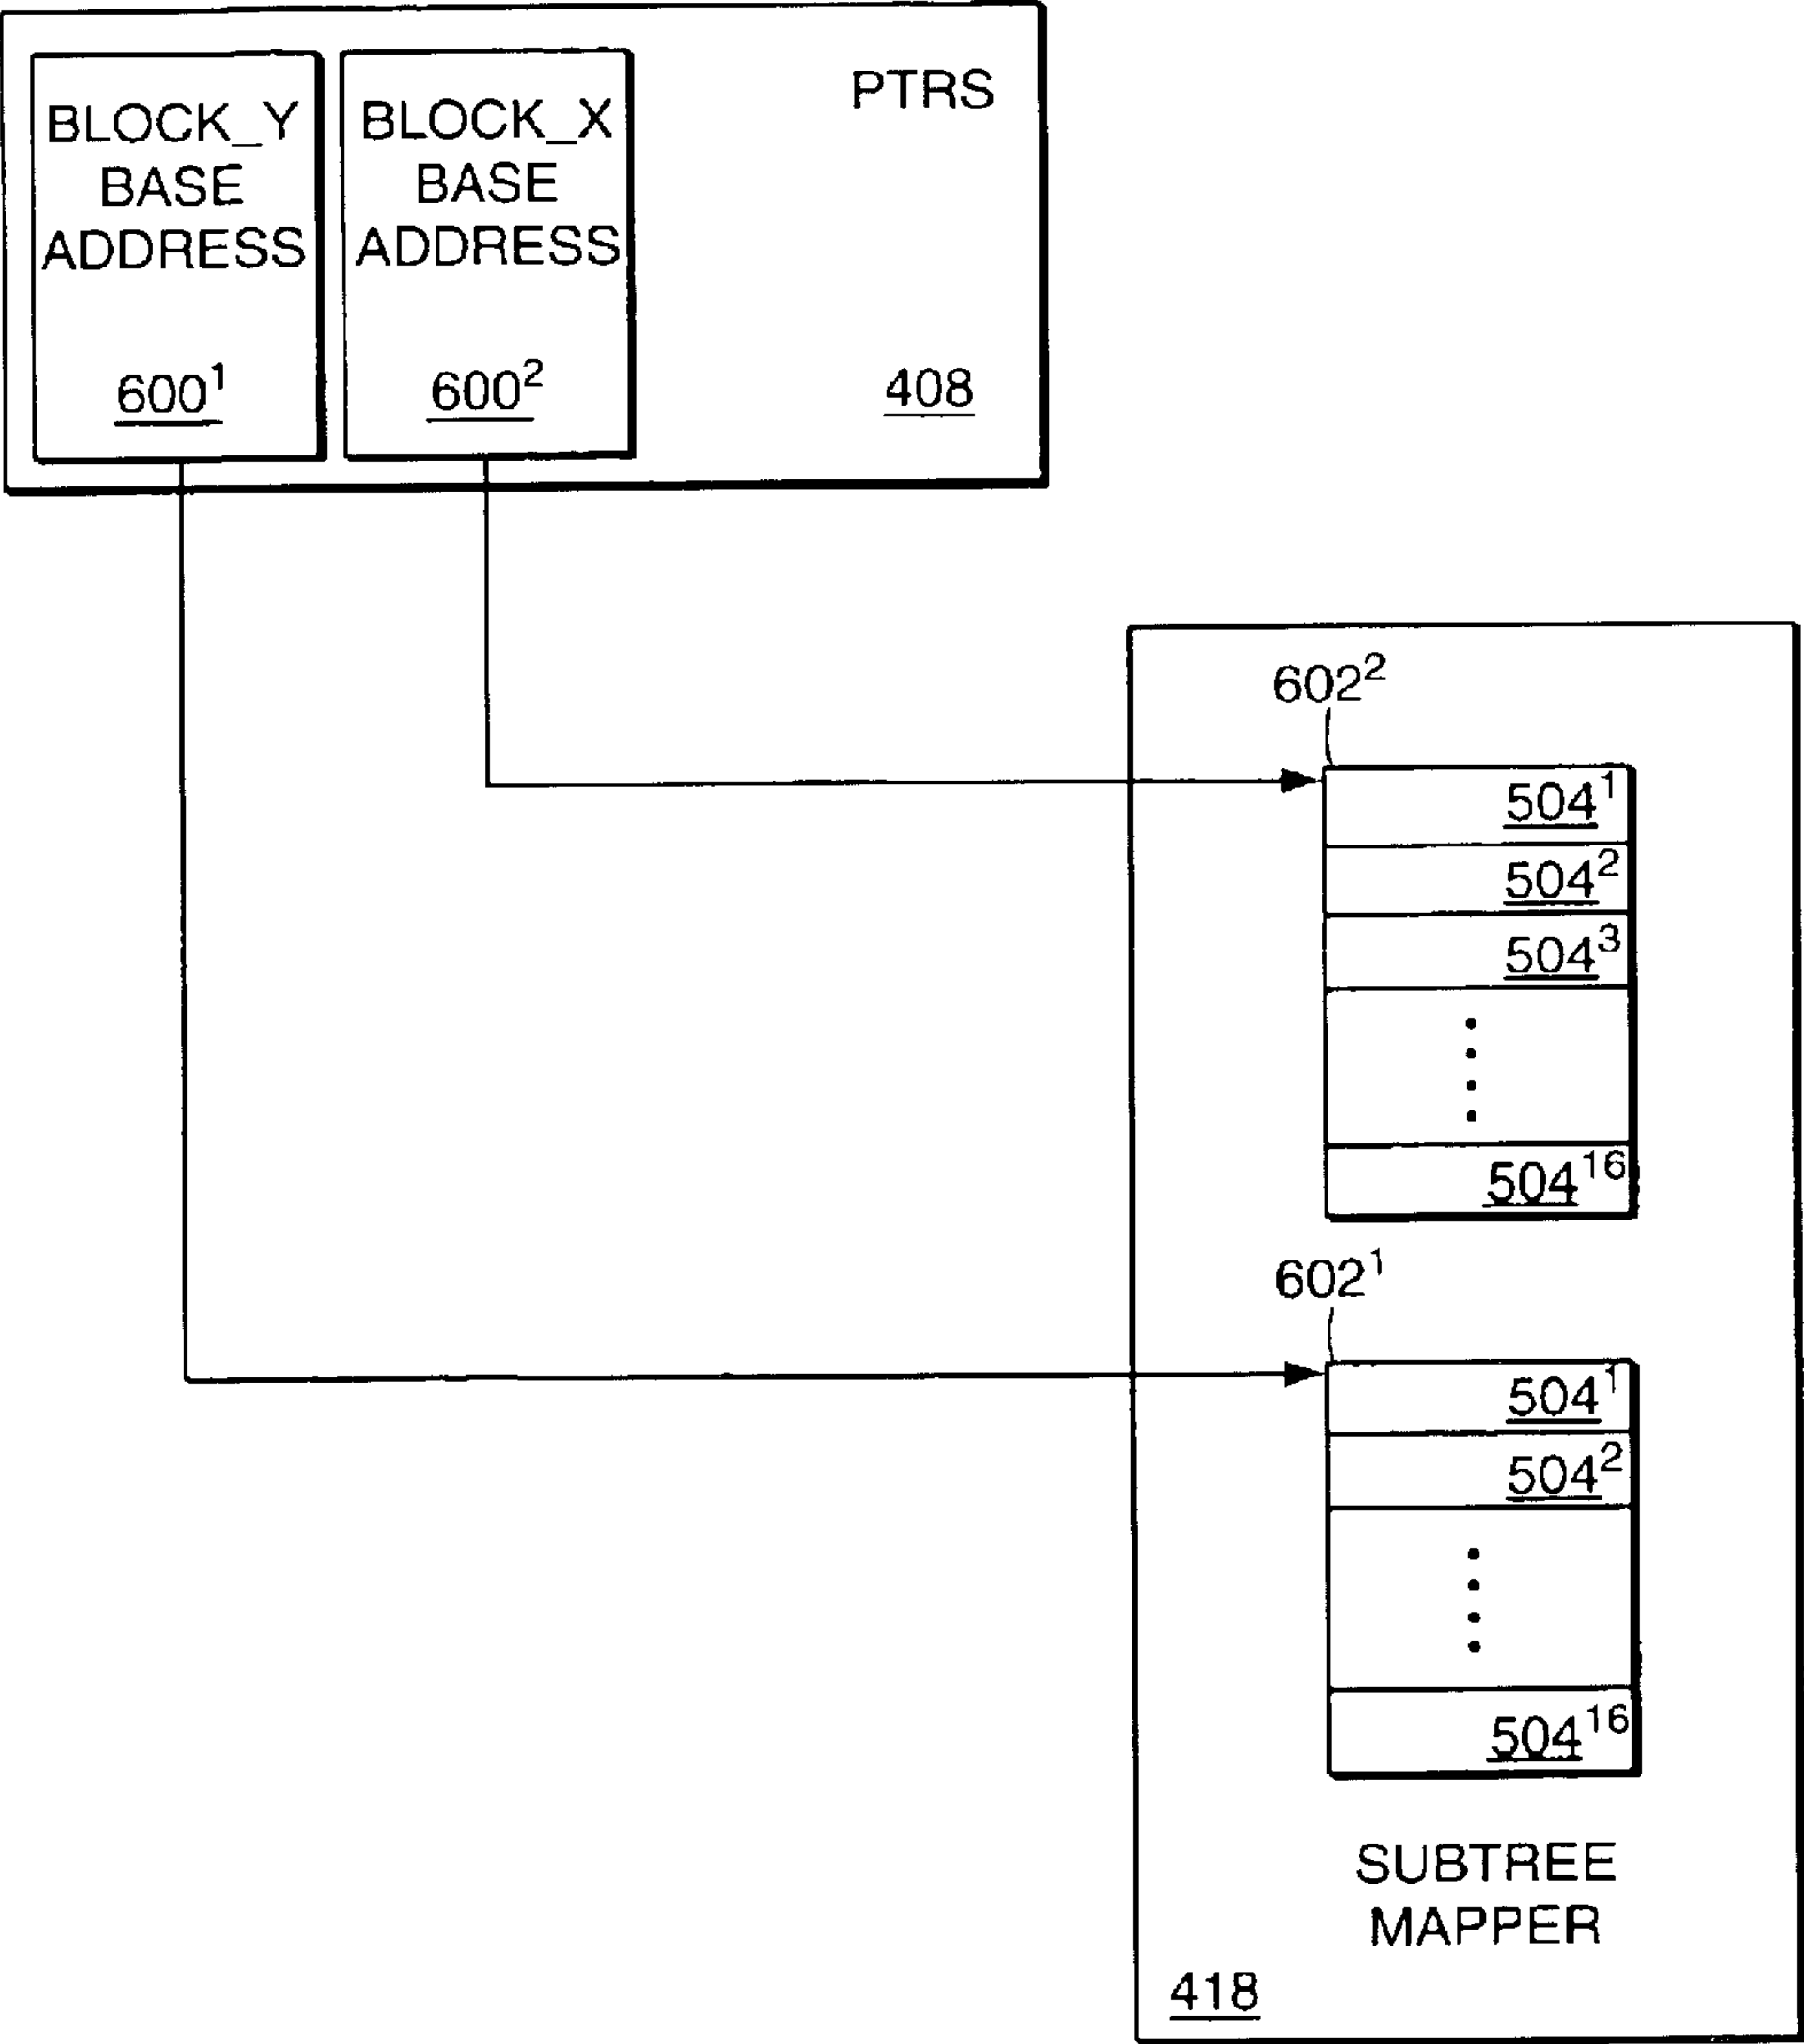 PTRS
BLOCK_Y
BASE
ADDRESS
600¹
BLOCK_X
BASE
ADDRESS
600²
408
602²
504¹
504²
504³
504¹⁶
602¹
504¹
504²
504¹⁶
SUBTREE
MAPPER
418